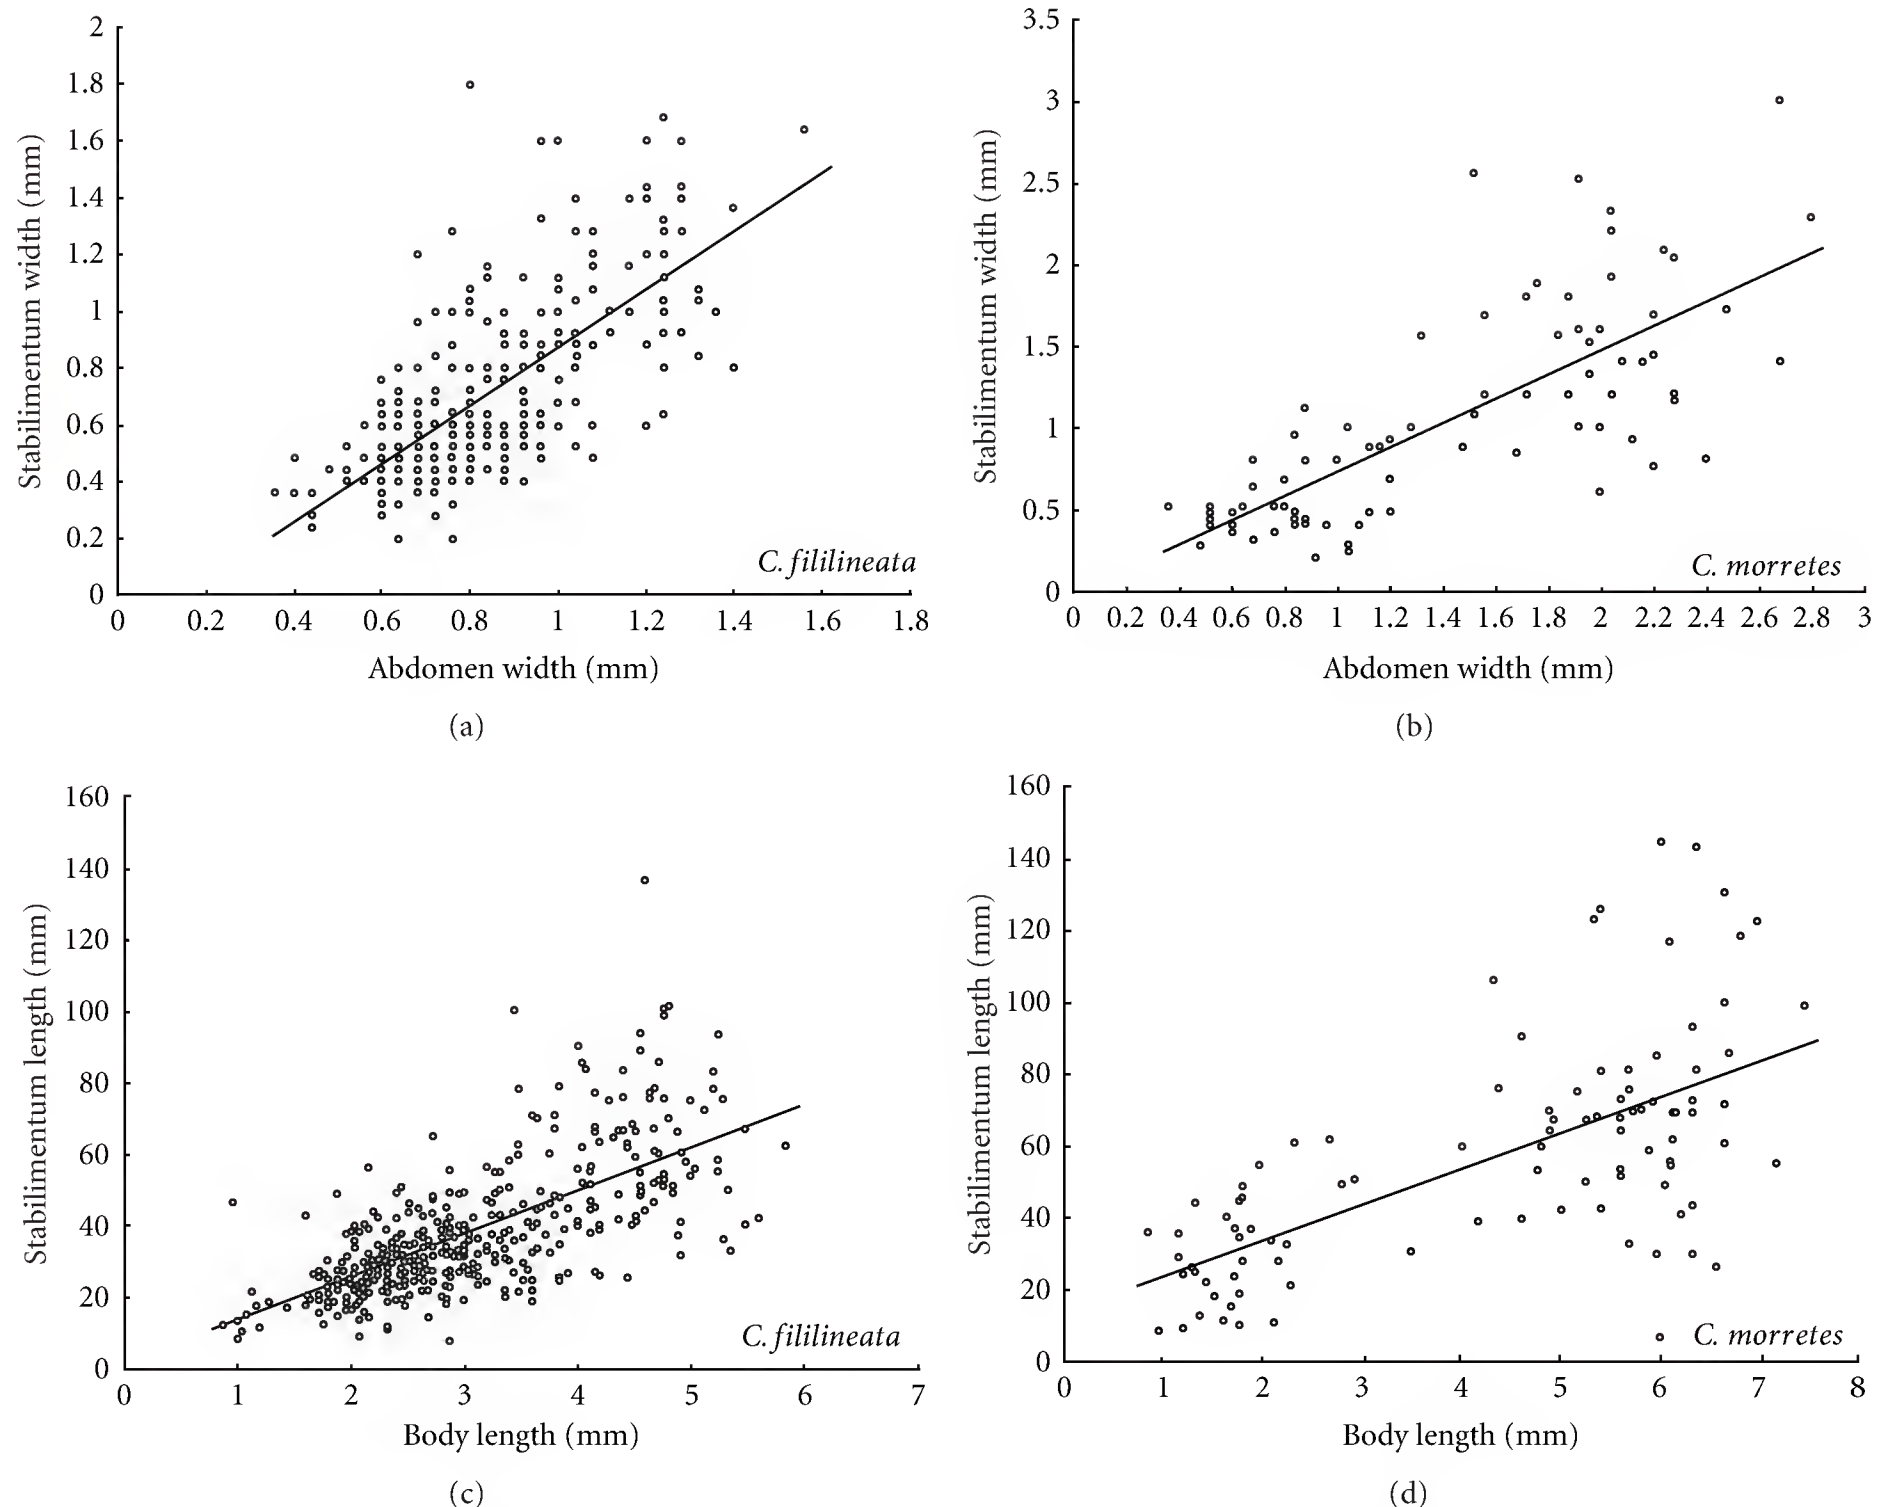 2
1.8
1.6
1.4
1.2
1
0.8
0.6
0.4
0.2
0
Stabilimentum width (mm)
C. fililineata
0 0.2 0.4 0.6 0.8 1 1.2 1.4 1.6 1.8
Abdomen width (mm)
(a)
3.5
3
2.5
2
1.5
1
0.5
0
Stabilimentum width (mm)
C. morretes
0 0.2 0.4 0.6 0.8 1 1.2 1.4 1.6 1.8 2 2.2 2.4 2.6 2.8 3
Abdomen width (mm)
(b)
160
140
120
100
80
60
40
20
0
Stabilimentum length (mm)
C. fililineata
0 1 2 3 4 5 6 7
Body length (mm)
(c)
160
140
120
100
80
60
40
20
0
Stabilimentum length (mm)
C. morretes
0 1 2 3 4 5 6 7 8
Body length (mm)
(d)